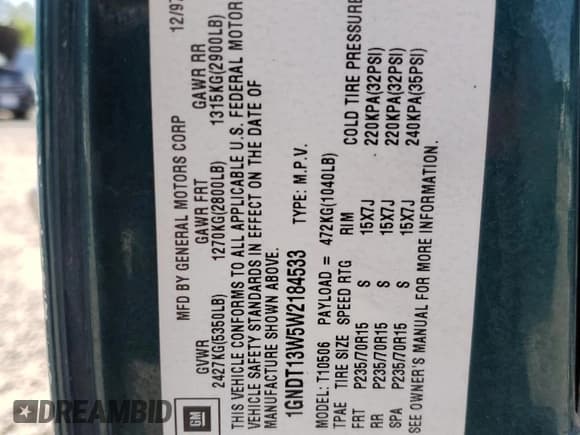 MFD BY GENERAL MOTORS CORP 12/97
GVWR GAWR FRT GAWR RR
2427KG(5350LB) 1270KG(2800LB) 1315KG(2900LB)
THIS VEHICLE CONFORMS TO ALL APPLICABLE U.S. FEDERAL MOTOR
VEHICLE SAFETY STANDARDS IN EFFECT ON THE DATE OF
MANUFACTURE SHOWN ABOVE.
1GNDT13W5W2184533 TYPE: M.P.V.
MODEL: T10506 PAYLOAD = 472KG(1040LB)
TPAE TIRE SIZE SPEED RTG RIM COLD TIRE PRESSURE
FRT P235/70R15 S 15X7J 220KPA(32PSI)
RR P235/70R15 S 15X7J 220KPA(32PSI)
SPA P235/70R15 S 15X7J 240KPA(35PSI)
SEE OWNER'S MANUAL FOR MORE INFORMATION.
GM
DREAMBID